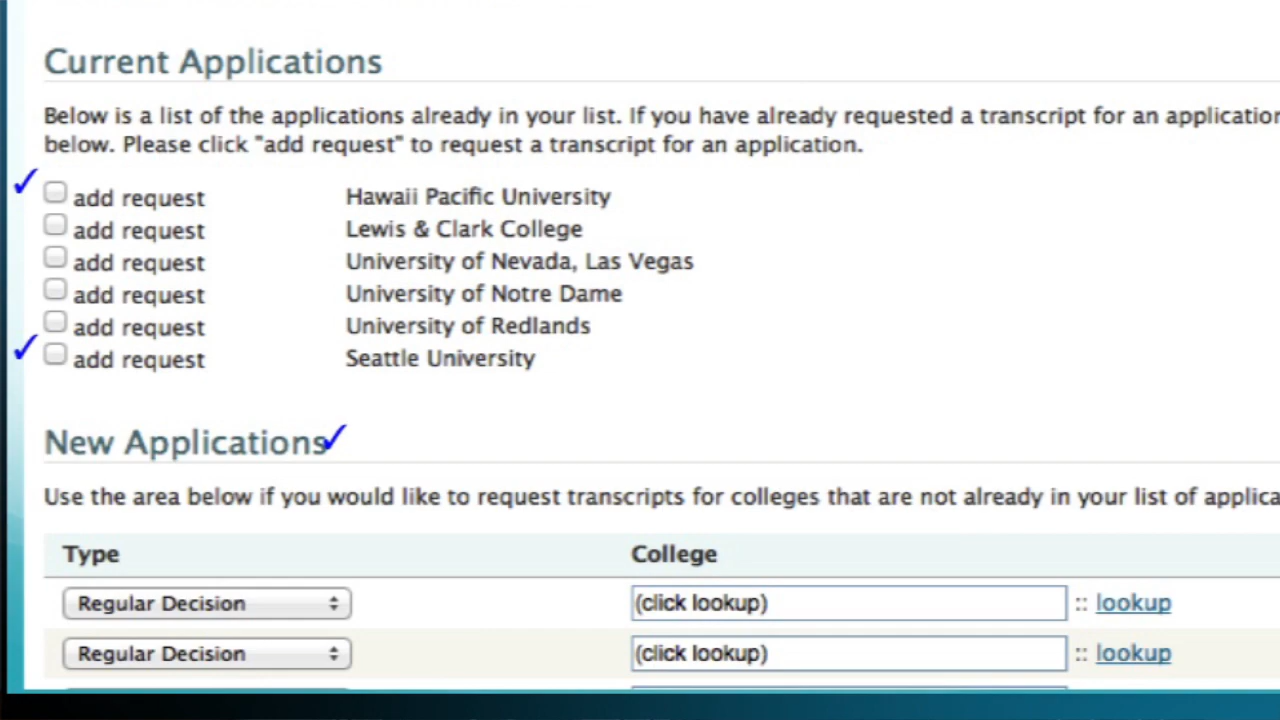 Current Applications
Below is a list of the applications already in your list. If you have already requested a transcript for an application
below. Please click "add request" to request a transcript for an application.
add request Hawaii Pacific University
add request Lewis & Clark College
add request University of Nevada, Las Vegas
add request University of Notre Dame
add request University of Redlands
add request Seattle University
New Applications
Use the area below if you would like to request transcripts for colleges that are not already in your list of applica
Type College
Regular Decision (click lookup) :: lookup
Regular Decision (click lookup) :: lookup